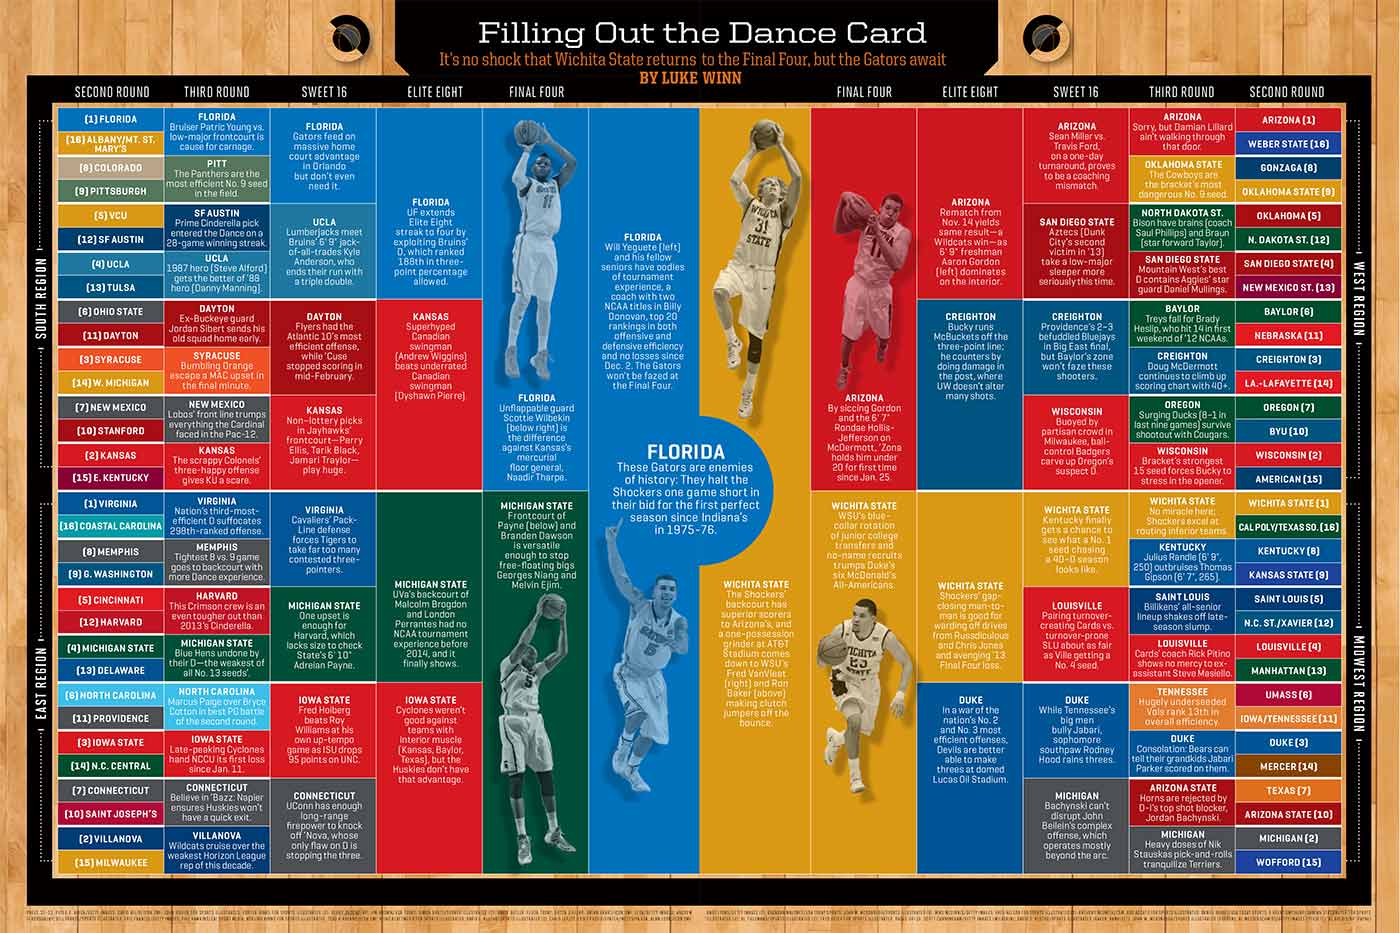 Filling Out the Dance Card
It's no shock that Wichita State returns to the Final Four, but the Gators await
BY LUKE WINN
SECOND ROUND
THIRD ROUND
SWEET 16
ELITE EIGHT
FINAL FOUR
FINAL FOUR
ELITE EIGHT
SWEET 16
THIRD ROUND
SECOND ROUND
SOUTH REGION
EAST REGION
(1) FLORIDA
(16) ALBANY/MT. ST.
MARY'S
(8) COLORADO
(9) PITTSBURGH
(5) VCU
(12) SF AUSTIN
(4) UCLA
(13) TULSA
(6) OHIO STATE
(11) DAYTON
(3) SYRACUSE
(14) W. MICHIGAN
(7) NEW MEXICO
(10) STANFORD
(2) KANSAS
(15) E. KENTUCKY
(1) VIRGINIA
(16) COASTAL CAROLINA
(8) MEMPHIS
(9) G. WASHINGTON
(5) CINCINNATI
(12) HARVARD
(4) MICHIGAN STATE
(13) DELAWARE
(6) NORTH CAROLINA
(11) PROVIDENCE
(3) IOWA STATE
(14) N.C. CENTRAL
(7) CONNECTICUT
(10) SAINT JOSEPH'S
(2) VILLANOVA
(15) MILWAUKEE
FLORIDA
Bruiser Patric Young vs.
low-major frontcourt is
cause for carnage.
PITT
The Panthers are the
most efficient No. 9 seed
in the field.
SF AUSTIN
Prime Cinderella pick
entered the Dance on a
28-game winning streak.
UCLA
1987 hero (Steve Alford)
gets the better of '88
hero (Danny Manning).
DAYTON
Ex-Buckeye guard
Jordan Sibert sends his
old squad home early.
SYRACUSE
Bumbling Orange
escape a MAC upset in
the final minute.
NEW MEXICO
Lobos' front line trumps
everything the Cardinal
faced in the Pac-12.
KANSAS
The scrappy Colonels'
three-happy offense
gives KU a scare.
VIRGINIA
Nation's third-most-
efficient D suffocates
298th-ranked offense.
MEMPHIS
Tightest 8 vs. 9 game
goes to backcourt with
more Dance experience.
HARVARD
This Crimson crew is an
even tougher out than
2013's Cinderella.
MICHIGAN STATE
Blue Hens undone by
their D—the weakest of
all No. 13 seeds'.
NORTH CAROLINA
Marcus Paige over Bryce
Cotton in best PG battle
of the second round.
IOWA STATE
Late-peaking Cyclones
hand NCCU its first loss
since Jan. 11.
CONNECTICUT
Believe in 'Bazz: Napier
ensures Huskies won't
have a quick exit.
VILLANOVA
Wildcats cruise over the
weakest Horizon League
rep of this decade.
FLORIDA
Gators feed on
massive home
court advantage
in Orlando
but don't even
need it.
UCLA
Lumberjacks meet
Bruins' 6' 9" jack-
of-all-trades Kyle
Anderson, who
ends their run with
a triple double.
DAYTON
Flyers had the
Atlantic 10's most
efficient offense,
while 'Cuse
stopped scoring in
mid-February.
KANSAS
Non-lottery picks
in Jayhawks'
frontcourt—Perry
Ellis, Tarik Black,
Jamari Traylor—
play huge.
VIRGINIA
Cavaliers' Pack-
Line defense
forces Tigers to
take far too many
contested three-
pointers.
MICHIGAN STATE
One upset is
enough for
Harvard, which
lacks size to check
State's 6' 10"
Adreian Payne.
IOWA STATE
Fred Hoiberg
beats Roy
Williams at his
own up-tempo
game as ISU drops
95 points on UNC.
CONNECTICUT
UConn has enough
long-range
firepower to knock
off 'Nova, whose
only flaw on D is
stopping the three.
FLORIDA
UF extends
Elite Eight
streak to four by
exploiting Bruins'
D, which ranked
188th in three-
point percentage
allowed.
KANSAS
Superhyped
Canadian
swingman
(Andrew Wiggins)
beats underrated
Canadian
swingman
(Dyshawn Pierre).
MICHIGAN STATE
UVa's backcourt of
Malcolm Brogdon
and London
Perrantes had no
NCAA tournament
experience before
2014, and it
finally shows.
IOWA STATE
Cyclones weren't
good against
teams with
interior muscle
(Kansas, Baylor,
Texas), but the
Huskies don't have
that advantage.
FLORIDA
Unflappable guard
Scottie Wilbekin
(below right) is
the difference
against Kansas's
mercurial
floor general,
Naadir Tharpe.
MICHIGAN STATE
Frontcourt of
Payne (below) and
Branden Dawson
is versatile
enough to stop
free-floating bigs
Georges Niang and
Melvin Ejim.
FLORIDA
Will Yeguete (left)
and his fellow
seniors have oodles
of tournament
experience, a
coach with two
NCAA titles in Billy
Donovan, top 20
rankings in both
offensive and
defensive efficiency
and no losses since
Dec. 2. The Gators
won't be fazed at
the Final Four.
FLORIDA
These Gators are enemies
of history: They halt the
Shockers one game short in
their bid for the first perfect
season since Indiana's
in 1975-76.
WICHITA STATE
The Shockers'
backcourt has
superior scorers
to Arizona's, and
a one-possession
grinder at AT&T
Stadium comes
down to WSU's
Fred VanVleet
(right) and Ron
Baker (above)
making clutch
jumpers off the
bounce.
WICHITA
31
STATE
WICHITA
23
STATE
ARIZONA
By siccing Gordon
and the 6' 7"
Rondae Hollis-
Jefferson on
McDermott, 'Zona
holds him under
20 for first time
since Jan. 25.
WICHITA STATE
WSU's blue-
collar rotation
of junior college
transfers and
no-name recruits
trumps Duke's
six McDonald's
All-Americans.
ARIZONA
Rematch from
Nov. 14 yields
same result—a
Wildcats win—as
6' 9" freshman
Aaron Gordon
(left) dominates
on the interior.
CREIGHTON
Bucky runs
McBuckets off the
three-point line;
he counters by
doing damage in
the post, where
UW doesn't alter
many shots.
WICHITA STATE
Shockers' gap-
closing man-to-
man is good for
warding off drives
from Russdiculous
and Chris Jones
and avenging '13
Final Four loss.
DUKE
In a war of the
nation's No. 2
and No. 3 most
efficient offenses,
Devils are better
able to make
threes at domed
Lucas Oil Stadium.
ARIZONA
Sean Miller vs.
Travis Ford,
on a one-day
turnaround, proves
to be a coaching
mismatch.
SAN DIEGO STATE
Aztecs (Dunk
City's second
victim in '13)
take a low-major
sleeper more
seriously this time.
CREIGHTON
Providence's 2–3
befuddled Bluejays
in Big East final,
but Baylor's zone
won't faze these
shooters.
WISCONSIN
Buoyed by
partisan crowd in
Milwaukee, ball-
control Badgers
carve up Oregon's
suspect D.
WICHITA STATE
Kentucky finally
gets a chance to
see what a No. 1
seed chasing
a 40-0 season
looks like.
LOUISVILLE
Pairing turnover-
creating Cards vs.
turnover-prone
SLU about as fair
as Ville getting a
No. 4 seed.
DUKE
While Tennessee's
big men
bully Jabari,
sophomore
southpaw Rodney
Hood rains threes.
MICHIGAN
Bachynski can't
disrupt John
Beilein's complex
offense, which
operates mostly
beyond the arc.
ARIZONA
Sorry, but Damian Lillard
ain't walking through
that door.
OKLAHOMA STATE
The Cowboys are
the bracket's most
dangerous No. 9 seed.
NORTH DAKOTA ST.
Bison have brains (coach
Saul Phillips) and Braun
(star forward Taylor).
SAN DIEGO STATE
Mountain West's best
D contains Aggies' star
guard Daniel Mullings.
BAYLOR
Treys fall for Brady
Heslip, who hit 14 in first
weekend of '12 NCAAs.
CREIGHTON
Doug McDermott
continues to climb up
scoring chart with 40+.
OREGON
Surging Ducks (8–1 in
last nine games) survive
shootout with Cougars.
WISCONSIN
Bracket's strongest
15 seed forces Bucky to
stress in the opener.
WICHITA STATE
No miracle here;
Shockers excel at
routing inferior teams.
KENTUCKY
Julius Randle (6' 9",
250) outbruises Thomas
Gipson (6' 7", 265).
SAINT LOUIS
Billikens' all-senior
lineup shakes off late-
season slump.
LOUISVILLE
Cards' coach Rick Pitino
shows no mercy to ex-
assistant Steve Masiello.
TENNESSEE
Hugely underseeded
Vols rank 13th in
overall efficiency.
DUKE
Consolation: Bears can
tell their grandkids Jabari
Parker scored on them.
ARIZONA STATE
Horns are rejected by
D-I's top shot blocker,
Jordan Bachynski.
MICHIGAN
Heavy doses of Nik
Stauskas pick-and-rolls
tranquilize Terriers.
ARIZONA (1)
WEBER STATE (16)
GONZAGA (8)
OKLAHOMA STATE (9)
OKLAHOMA (5)
N. DAKOTA ST. (12)
SAN DIEGO STATE (4)
NEW MEXICO ST. (13)
BAYLOR (6)
NEBRASKA (11)
CREIGHTON (3)
LA.-LAFAYETTE (14)
OREGON (7)
BYU (10)
WISCONSIN (2)
AMERICAN (15)
WICHITA STATE (1)
CAL POLY/TEXAS SO. (16)
KENTUCKY (8)
KANSAS STATE (9)
SAINT LOUIS (5)
N.C. ST./XAVIER (12)
LOUISVILLE (4)
MANHATTAN (13)
UMASS (6)
IOWA/TENNESSEE (11)
DUKE (3)
MERCER (14)
TEXAS (7)
ARIZONA STATE (10)
MICHIGAN (2)
WOFFORD (15)
WEST REGION
MIDWEST REGION